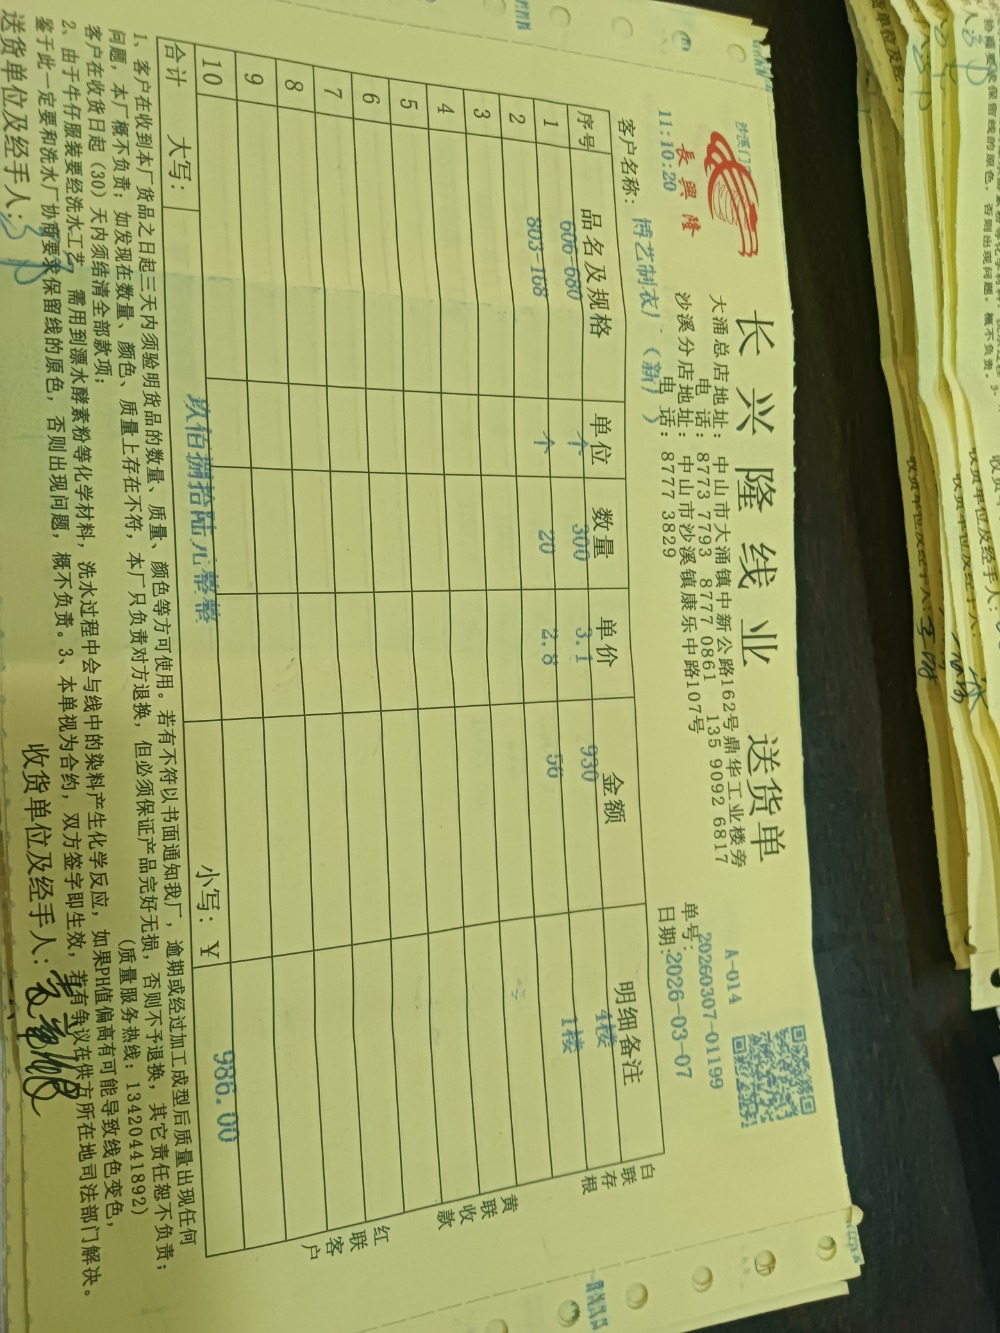 长兴隆线业 送货单
長興隆
沙溪门
11:10:20
大涌总店地址：中山市大涌镇中新公路162号鼎华工业楼旁
电 话：8773 7793 8777 0861 135 9092 6817
沙溪分店地址：中山市沙溪镇康乐中路107号
电 话：8777 3829
A-014
单号：20260307-01199
日期：2026-03-07
客户名称：博艺制衣厂（新厂）
序号 品名及规格 单位 数量 单价 金额 明细备注
1 606-680 个 300 3.1 930 4楼
2 803-168 个 20 2.8 56 1楼
3
4
5
6
7
8
9
10
合计 大写：玖佰捌拾陆元整整 小写：￥ 986.00
白联存根
黄联收款
红联客户
1、客户在收到本厂货品之日起三天内须验明货品的数量、质量、颜色等方可使用。若有不符以书面通知我厂，逾期或经过加工成型后质量出现任何
问题，本厂概不负责；如发现在数量、颜色、质量上存在不符，本厂只负责对方退换，但必须保证产品完好无损，否则不予退换，其它责任恕不负责；
客户在收货日起（30）天内须结清全部款项；
（质量服务热线：13420441892）
2、由于牛仔服装要经洗水工艺，需用到漂水酵素粉等化学材料，洗水过程中会与线中的染料产生化学反应，如果PH值偏高有可能导致线色变色，
鉴于此一定要和洗水厂协商要求保留线的原色，否则出现问题，概不负责。3、本单视为合约，双方签字即生效，若有争议在供方所在地司法部门解决。
送货单位及经手人：
收货单位及经手人：